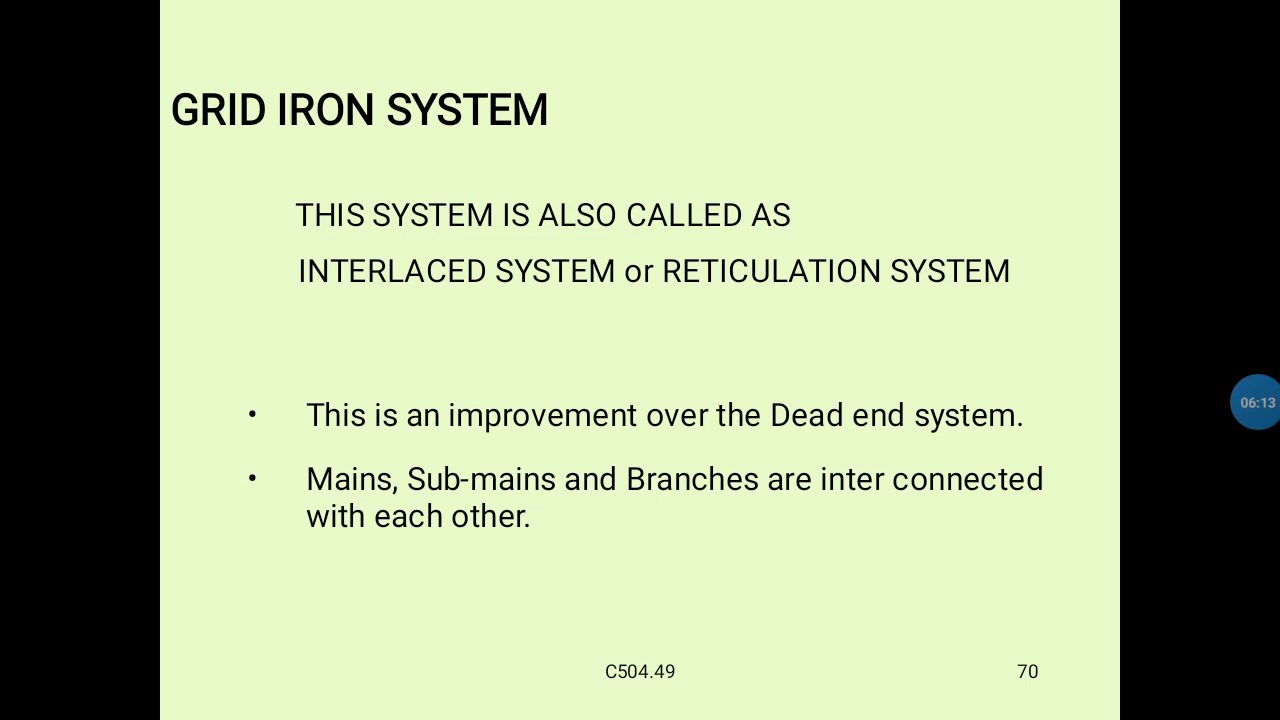 GRID IRON SYSTEM
THIS SYSTEM IS ALSO CALLED AS
INTERLACED SYSTEM or RETICULATION SYSTEM
• This is an improvement over the Dead end system.
• Mains, Sub-mains and Branches are inter connected
with each other.
06:13
C504.49
70